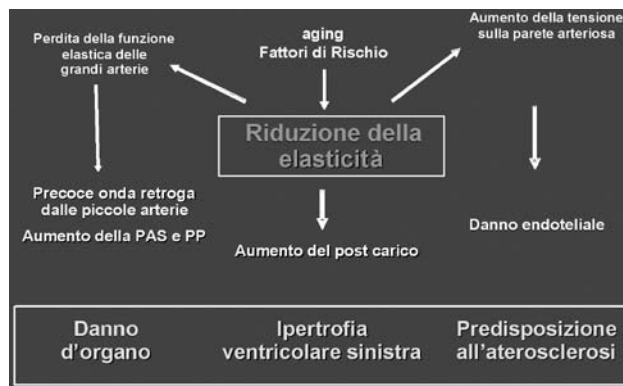 Perdita della funzione
elastica delle
grandi arterie
aging
Fattori di Rischio
Aumento della tensione
sulla parete arteriosa
Riduzione della
elasticità
Precoce onda retroga
dalle piccole arterie
Aumento della PAS e PP
Aumento del post carico
Danno endoteliale
Danno
d'organo
Ipertrofia
ventricolare sinistra
Predisposizione
all'aterosclerosi